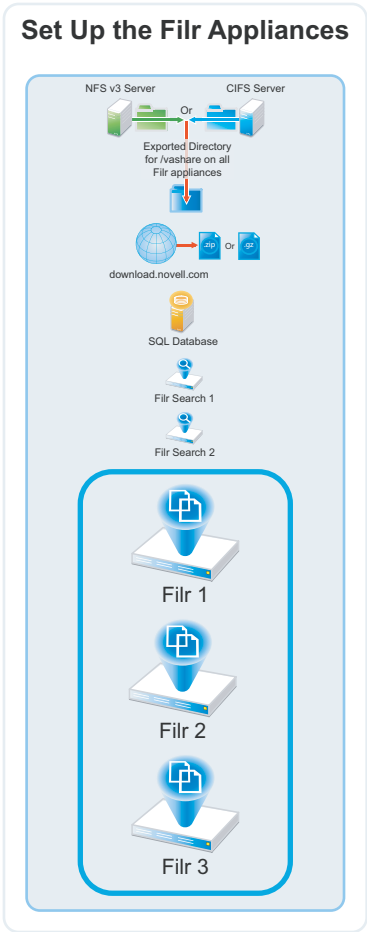 Set Up the Filr Appliances
NFS v3 Server
CIFS Server
Or
Exported Directory
for /vashare on all
Filr appliances
.zip
Or
.gz
download.novell.com
SQL Database
Filr Search 1
Filr Search 2
Filr 1
Filr 2
Filr 3